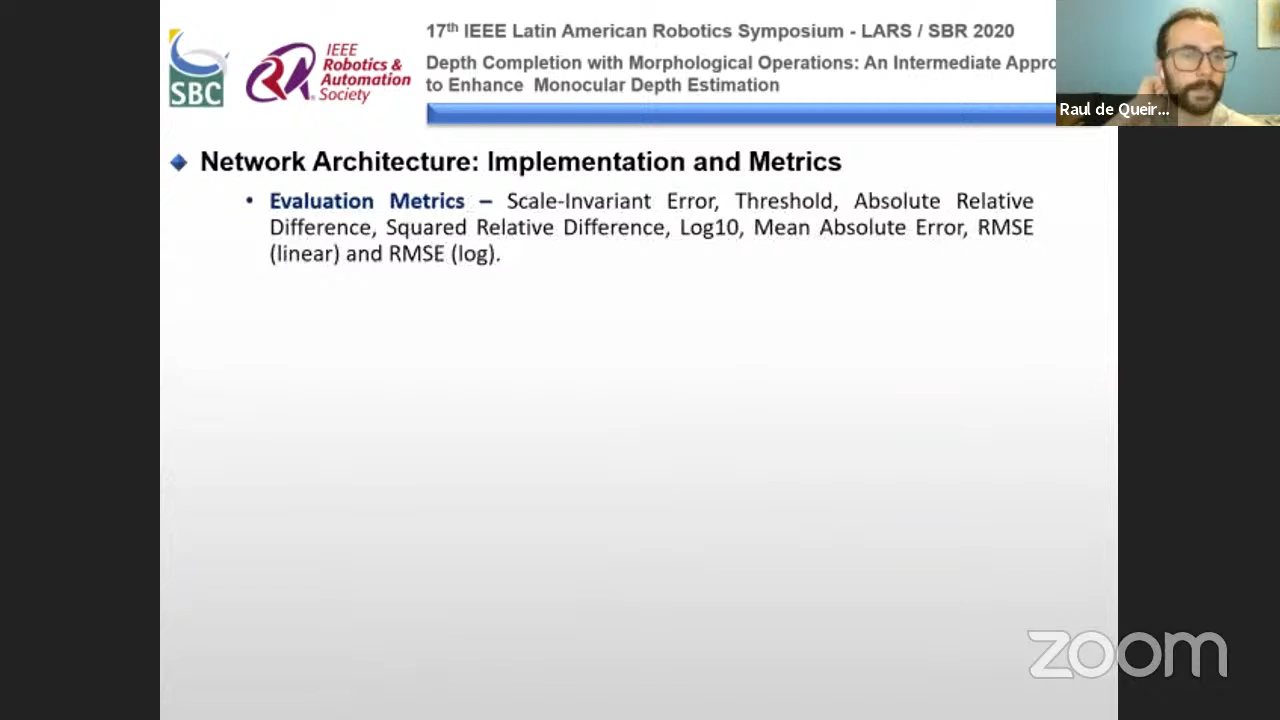 17th IEEE Latin American Robotics Symposium - LARS / SBR 2020
Depth Completion with Morphological Operations: An Intermediate Appro
to Enhance Monocular Depth Estimation
SBC
IEEE
Robotics &
Automation
Society
Raul de Queir...
Network Architecture: Implementation and Metrics
• Evaluation Metrics – Scale-Invariant Error, Threshold, Absolute Relative
Difference, Squared Relative Difference, Log10, Mean Absolute Error, RMSE
(linear) and RMSE (log).
zoom